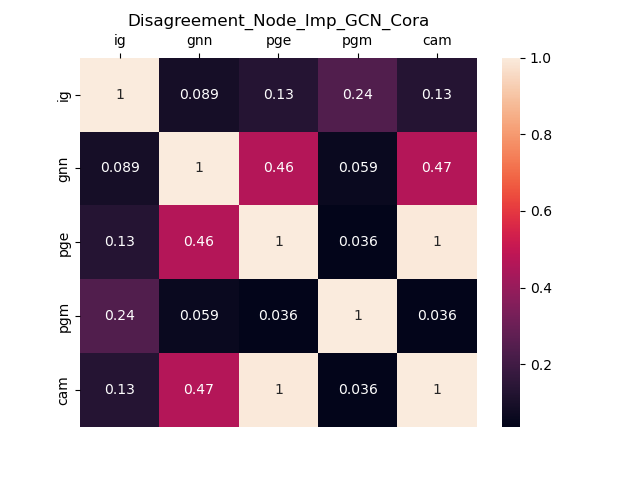 Disagreement_Node_Imp_GCN_Cora
ig gnn pge pgm cam
ig 1 0.089 0.13 0.24 0.13
gnn 0.089 1 0.46 0.059 0.47
pge 0.13 0.46 1 0.036 1
pgm 0.24 0.059 0.036 1 0.036
cam 0.13 0.47 1 0.036 1
1.0
0.8
0.6
0.4
0.2